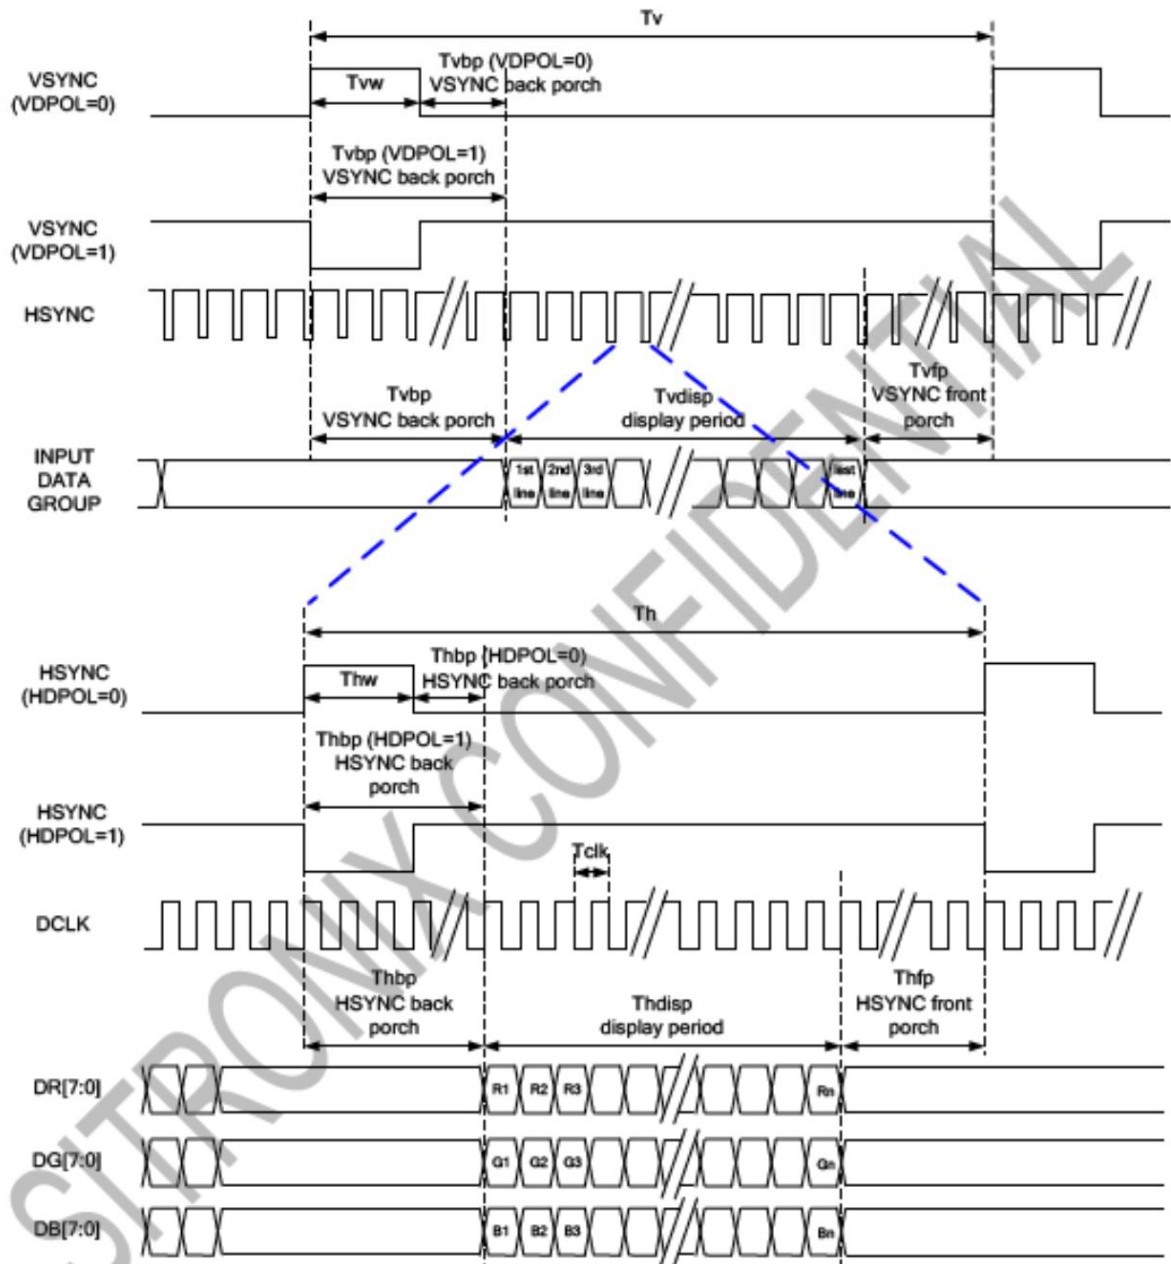 Tv
VSYNC
(VDPOL=0)
Tvw
Tvbp (VDPOL=0)
VSYNC back porch
Tvbp (VDPOL=1)
VSYNC back porch
VSYNC
(VDPOL=1)
HSYNC
Tvbp
VSYNC back porch
Tvdisp
display period
Tvfp
VSYNC front
porch
INPUT
DATA
GROUP
1st
line
2nd
line
3rd
line
last
line
Th
HSYNC
(HDPOL=0)
Thw
Thbp (HDPOL=0)
HSYNC back porch
Thbp (HDPOL=1)
HSYNC back
porch
HSYNC
(HDPOL=1)
Tclk
DCLK
Thbp
HSYNC back
porch
Thdisp
display period
Thfp
HSYNC front
porch
DR[7:0]
R1 R2 R3 Rn
DG[7:0]
G1 G2 G3 Gn
DB[7:0]
B1 B2 B3 Bn
SITRONIX CONFIDENTIAL